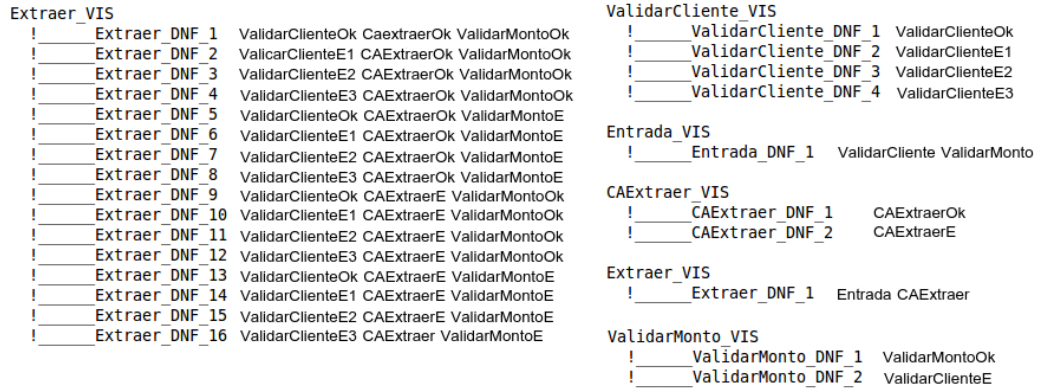 Extraer_VIS
!______Extraer_DNF_1 ValidarClienteOk CaextraerOk ValidarMontoOk
!______Extraer_DNF_2 ValicarClienteE1 CAExtraerOk ValidarMontoOk
!______Extraer_DNF_3 ValidarClienteE2 CAExtraerOk ValidarMontoOk
!______Extraer_DNF_4 ValidarClienteE3 CAExtraerOk ValidarMontoOk
!______Extraer_DNF_5 ValidarClienteOk CAExtraerOk ValidarMontoE
!______Extraer_DNF_6 ValidarClienteE1 CAExtraerOk ValidarMontoE
!______Extraer_DNF_7 ValidarClienteE2 CAExtraerOk ValidarMontoE
!______Extraer_DNF_8 ValidarClienteE3 CAExtraerOk ValidarMontoE
!______Extraer_DNF_9 ValidarClienteOk CAExtraerE ValidarMontoOk
!______Extraer_DNF_10 ValidarClienteE1 CAExtraerE ValidarMontoOk
!______Extraer_DNF_11 ValidarClienteE2 CAExtraerE ValidarMontoOk
!______Extraer_DNF_12 ValidarClienteE3 CAExtraerE ValidarMontoOk
!______Extraer_DNF_13 ValidarClienteOk CAExtraerE ValidarMontoE
!______Extraer_DNF_14 ValidarClienteE1 CAExtraerE ValidarMontoE
!______Extraer_DNF_15 ValidarClienteE2 CAExtraerE ValidarMontoE
!______Extraer_DNF_16 ValidarClienteE3 CAExtraer ValidarMontoE
ValidarCliente_VIS
!______ValidarCliente_DNF_1 ValidarClienteOk
!______ValidarCliente_DNF_2 ValidarClienteE1
!______ValidarCliente_DNF_3 ValidarClienteE2
!______ValidarCliente_DNF_4 ValidarClienteE3
Entrada_VIS
!______Entrada_DNF_1 ValidarCliente ValidarMonto
CAExtraer_VIS
!______CAExtraer_DNF_1 CAExtraerOk
!______CAExtraer_DNF_2 CAExtraerE
Extraer_VIS
!______Extraer_DNF_1 Entrada CAExtraer
ValidarMonto_VIS
!______ValidarMonto_DNF_1 ValidarMontoOk
!______ValidarMonto_DNF_2 ValidarClienteE